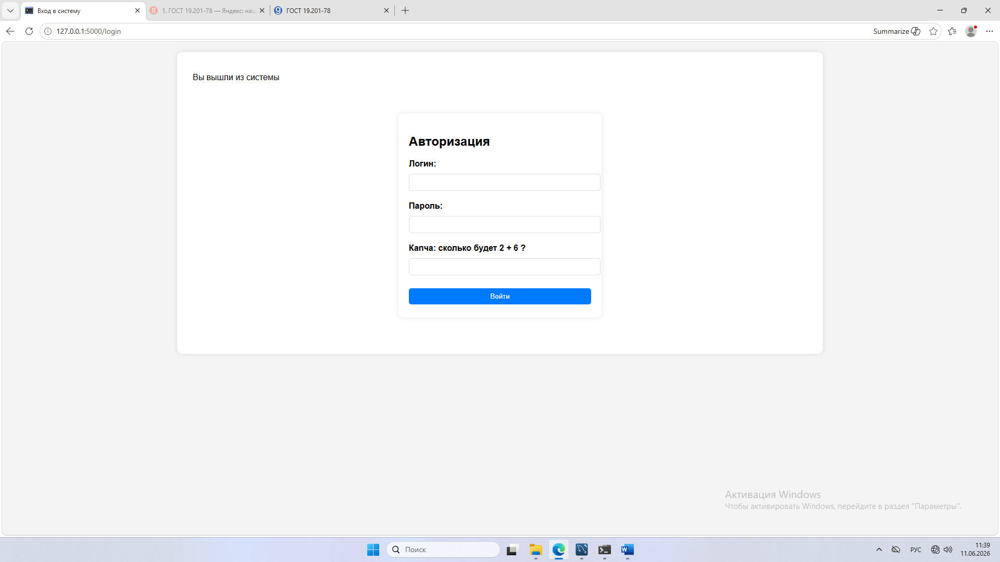 Вход в систему
1. ГОСТ 19.201-78 — Яндекс: наш
ГОСТ 19.201-78
127.0.0.1:5000/login
Summarize
Вы вышли из системы
Авторизация
Логин:
Пароль:
Капча: сколько будет 2 + 6 ?
Войти
Активация Windows
Чтобы активировать Windows, перейдите в раздел "Параметры".
Поиск
РУС
11:39
11.06.2026